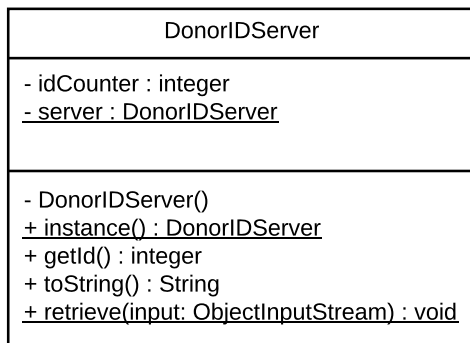 DonorIDServer
- idCounter : integer
- server : DonorIDServer
- DonorIDServer()
+ instance() : DonorIDServer
+ getId() : integer
+ toString() : String
+ retrieve(input: ObjectInputStream) : void